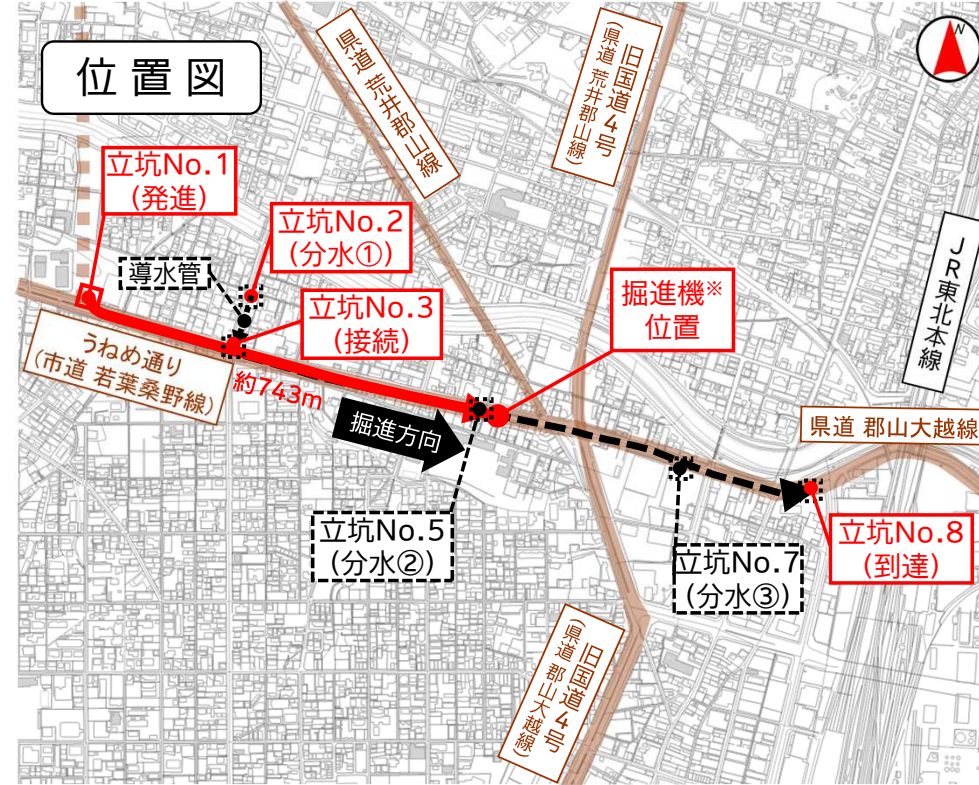 位置図
N
県道 荒井郡山線
旧国道4号
(県道 荒井郡山線)
立坑No.1
(発進)
立坑No.2
(分水①)
導水管
立坑No.3
(接続)
掘進機※
位置
JR東北本線
うねめ通り
(市道 若葉桑野線)
約743m
掘進方向
県道 郡山大越線
立坑No.5
(分水②)
立坑No.7
(分水③)
立坑No.8
(到達)
旧国道4号
(県道 郡山大越線)